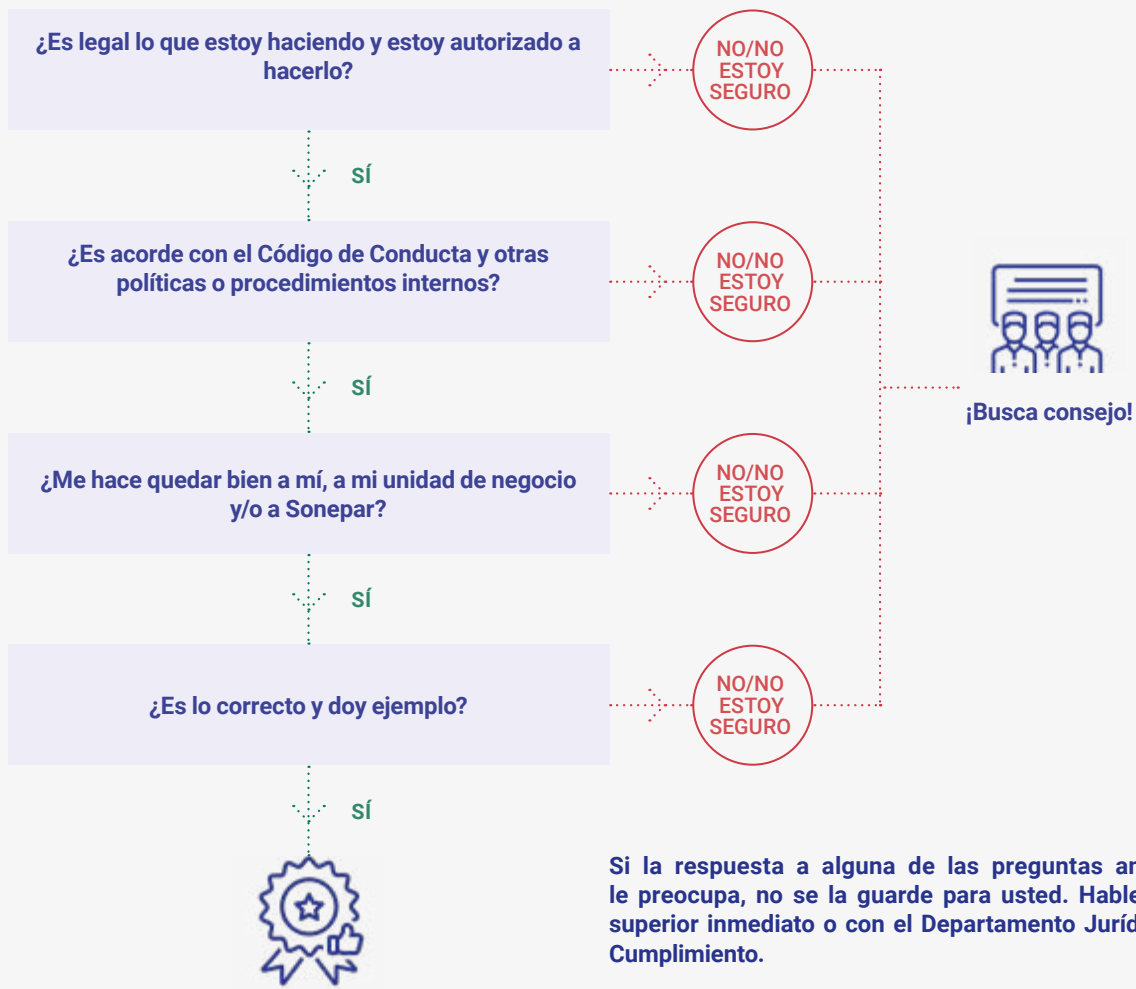 ¿Es legal lo que estoy haciendo y estoy autorizado a
hacerlo?
NO/NO
ESTOY
SEGURO
SÍ
¿Es acorde con el Código de Conducta y otras
políticas o procedimientos internos?
NO/NO
ESTOY
SEGURO
¡Busca consejo!
SÍ
¿Me hace quedar bien a mí, a mi unidad de negocio
y/o a Sonepar?
NO/NO
ESTOY
SEGURO
SÍ
¿Es lo correcto y doy ejemplo?
NO/NO
ESTOY
SEGURO
SÍ
Si la respuesta a alguna de las preguntas
le preocupa, no se la guarde para usted. Hable
superior inmediato o con el Departamento
Cumplimiento.